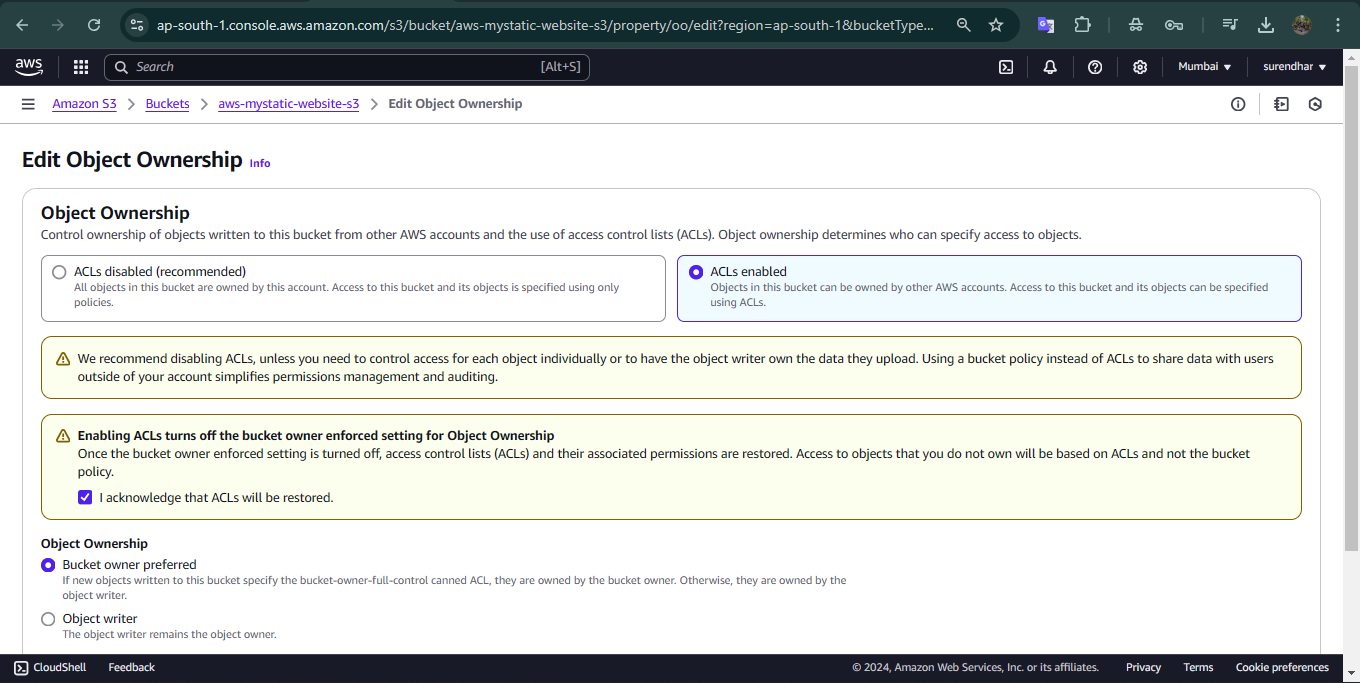 ap-south-1.console.aws.amazon.com/s3/bucket/aws-mystatic-website-s3/property/oo/edit?region=ap-south-1&bucketType...
aws
Search
[Alt+S]
Mumbai
surendhar
Amazon S3
Buckets
aws-mystatic-website-s3
Edit Object Ownership
Edit Object Ownership Info
Object Ownership
Control ownership of objects written to this bucket from other AWS accounts and the use of access control lists (ACLs). Object ownership determines who can specify access to objects.
ACLs disabled (recommended)
All objects in this bucket are owned by this account. Access to this bucket and its objects is specified using only
policies.
ACLs enabled
Objects in this bucket can be owned by other AWS accounts. Access to this bucket and its objects can be specified
using ACLs.
We recommend disabling ACLs, unless you need to control access for each object individually or to have the object writer own the data they upload. Using a bucket policy instead of ACLs to share data with users
outside of your account simplifies permissions management and auditing.
Enabling ACLs turns off the bucket owner enforced setting for Object Ownership
Once the bucket owner enforced setting is turned off, access control lists (ACLs) and their associated permissions are restored. Access to objects that you do not own will be based on ACLs and not the bucket
policy.
I acknowledge that ACLs will be restored.
Object Ownership
Bucket owner preferred
If new objects written to this bucket specify the bucket-owner-full-control canned ACL, they are owned by the bucket owner. Otherwise, they are owned by the
object writer.
Object writer
The object writer remains the object owner.
CloudShell
Feedback
© 2024, Amazon Web Services, Inc. or its affiliates.
Privacy
Terms
Cookie preferences